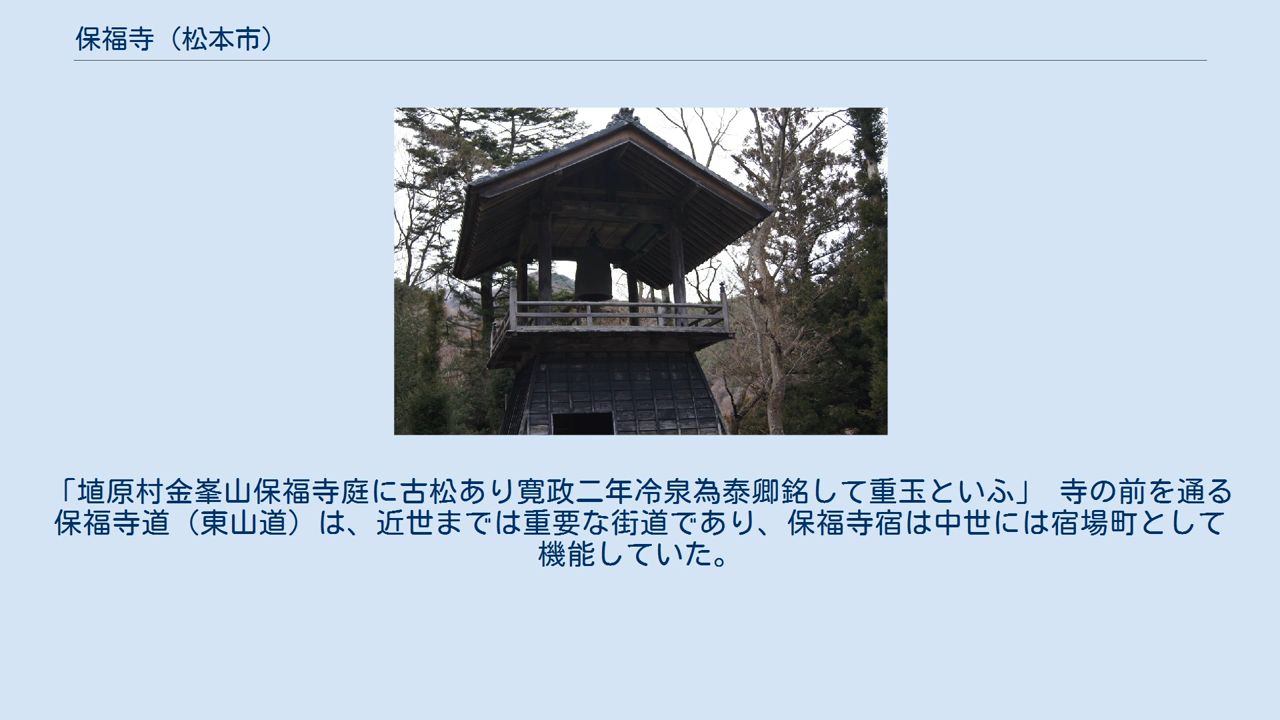 保福寺（松本市）
「埴原村金峯山保福寺庭に古松あり寛政二年冷泉為泰卿銘して重玉といふ」 寺の前を通る
保福寺道（東山道）は、近世までは重要な街道であり、保福寺宿は中世には宿場町として
機能していた。